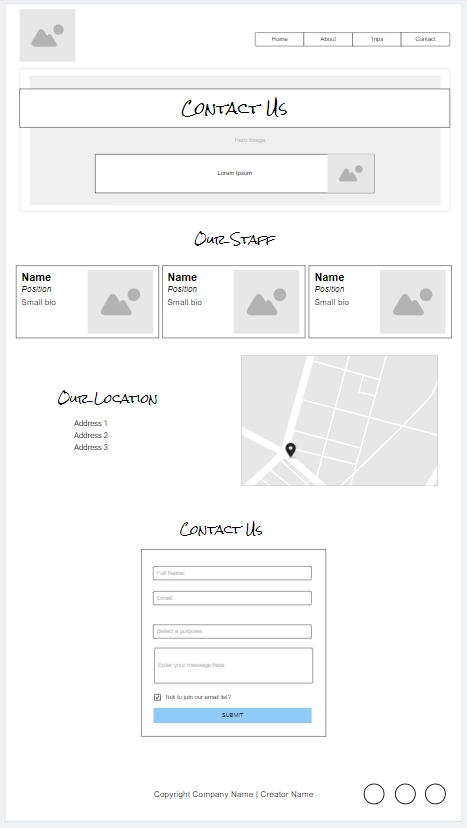 Home About Trips Contact
Contact Us
Hero Image
Lorem Ipsum
Our Staff
Name
Position
Small bio
Name
Position
Small bio
Name
Position
Small bio
Our Location
Address 1
Address 2
Address 3
Contact Us
Full Name:
Email:
Select a purpose:
Enter your message here
Tick to join our email list?
SUBMIT
Copyright Company Name | Creator Name